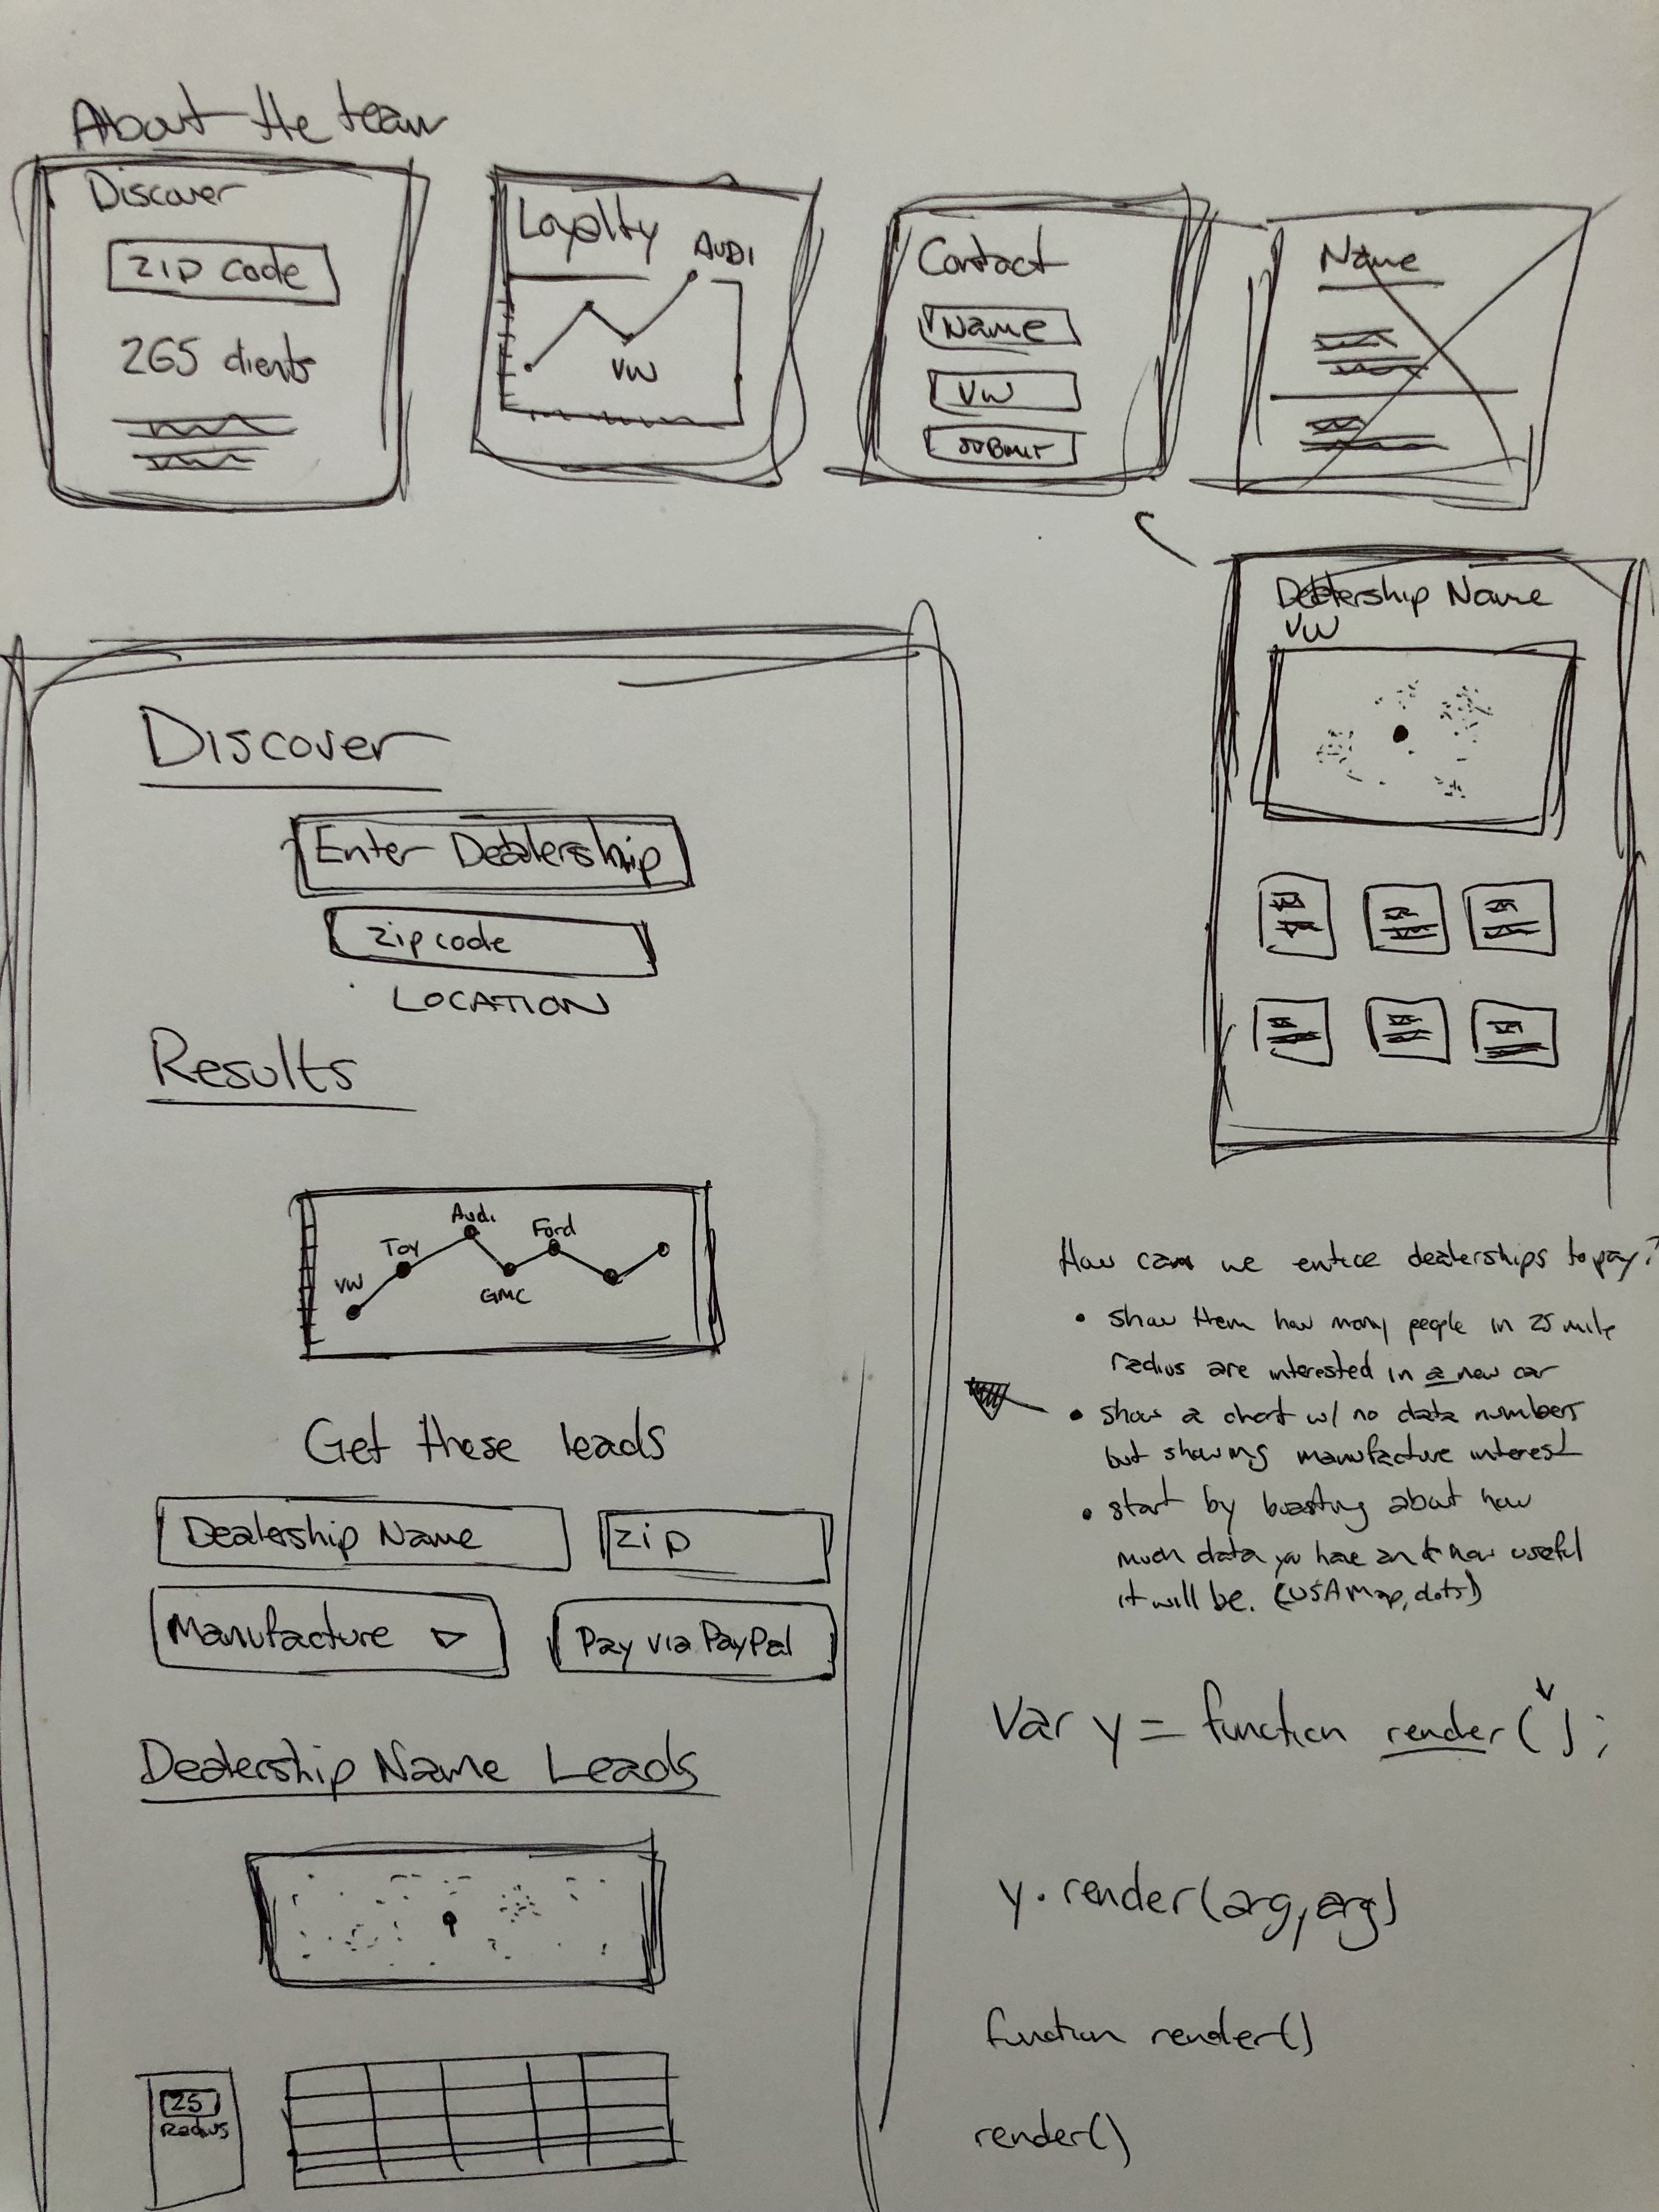 About the team
Discover
ZIP code
265 clients
Loyalty
AUDI
VW
Contact
Name
VW
SUBMIT
Name
Dealership Name
VW
Discover
Enter Dealership
zip code
LOCATION
Results
VW
Toy
Audi
GMC
Ford
Get these leads
Dealership Name
zip
Manufacture
Pay via PayPal
Dealership Name Leads
25
Radius
How can we entice dealerships to pay?
• show them how many people in 25 mile
radius are interested in a new car
• show a chart w/ no data numbers
but showing manufacture interest
• start by boasting about how
much data you have and how useful
it will be. (USA Map, dots!)
Var y = function render( );
y.render(arg, arg)
function render()
render()